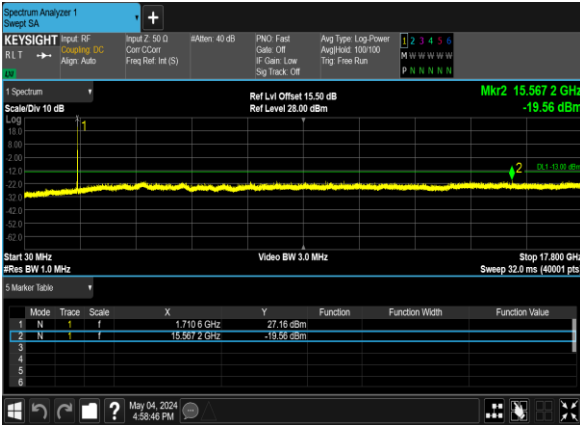 Spectrum Analyzer 1
Swept SA
+
KEYSIGHT
RLT
Input: RF
Coupling: DC
Align: Auto
Input Z: 50 Ω
Corr CCorr
Freq Ref: Int (S)
#Atten: 40 dB
PNO: Fast
Gate: Off
IF Gain: Low
Sig Track: Off
Avg Type: Log-Power
Avg|Hold: 100/100
Trig: Free Run
1 2 3 4 5 6
M W W W W W
P N N N N N
1 Spectrum
Scale/Div 10 dB
Ref Lvl Offset 15.50 dB
Ref Level 28.00 dBm
Mkr2 15.567 2 GHz
-19.56 dBm
Log
18.0
8.00
-2.00
-12.0
-22.0
-32.0
-42.0
-52.0
-62.0
1
2
DL1 -13.00 dBm
Start 30 MHz
#Res BW 1.0 MHz
Video BW 3.0 MHz
Stop 17.800 GHz
Sweep 32.0 ms (40001 pts
5 Marker Table
Mode Trace Scale X Y Function Function Width Function Value
1 N 1 f 1.710 6 GHz 27.16 dBm
2 N 1 f 15.567 2 GHz -19.56 dBm
3
4
5
6
?
May 04, 2024
4:58:46 PM